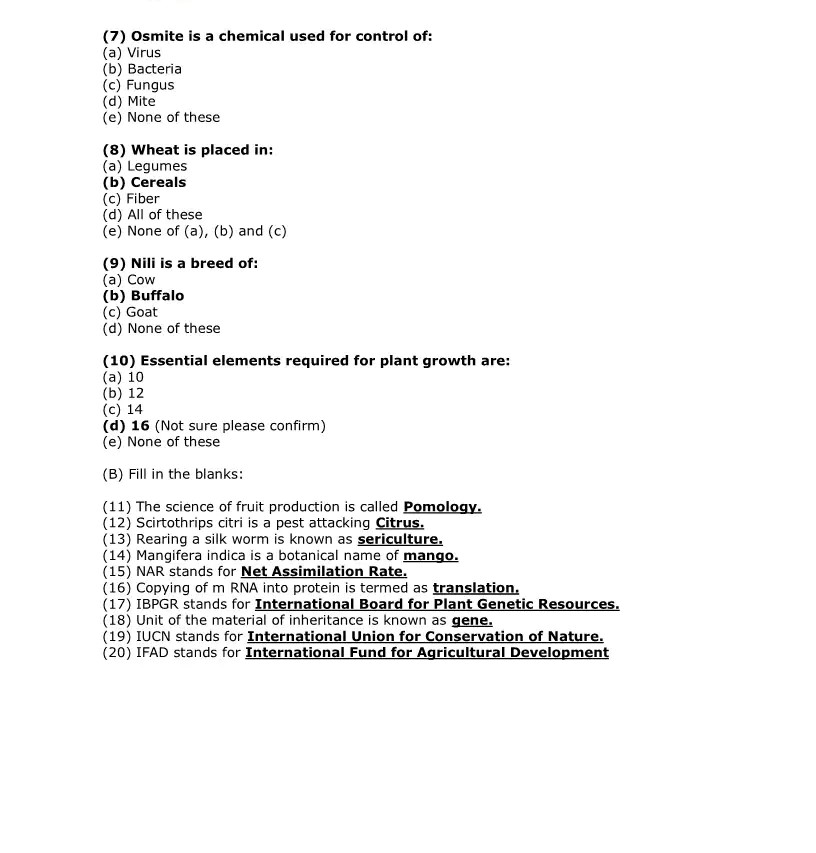 (7) Osmite is a chemical used for control of:
(a) Virus
(b) Bacteria
(c) Fungus
(d) Mite
(e) None of these
(8) Wheat is placed in:
(a) Legumes
(b) Cereals
(c) Fiber
(d) All of these
(e) None of (a), (b) and (c)
(9) Nili is a breed of:
(a) Cow
(b) Buffalo
(c) Goat
(d) None of these
(10) Essential elements required for plant growth are:
(a) 10
(b) 12
(c) 14
(d) 16 (Not sure please confirm)
(e) None of these
(B) Fill in the blanks:
(11) The science of fruit production is called Pomology.
(12) Scirtothrips citri is a pest attacking Citrus.
(13) Rearing a silk worm is known as sericulture.
(14) Mangifera indica is a botanical name of mango.
(15) NAR stands for Net Assimilation Rate.
(16) Copying of m RNA into protein is termed as translation.
(17) IBPGR stands for International Board for Plant Genetic Resources.
(18) Unit of the material of inheritance is known as gene.
(19) IUCN stands for International Union for Conservation of Nature.
(20) IFAD stands for International Fund for Agricultural Development